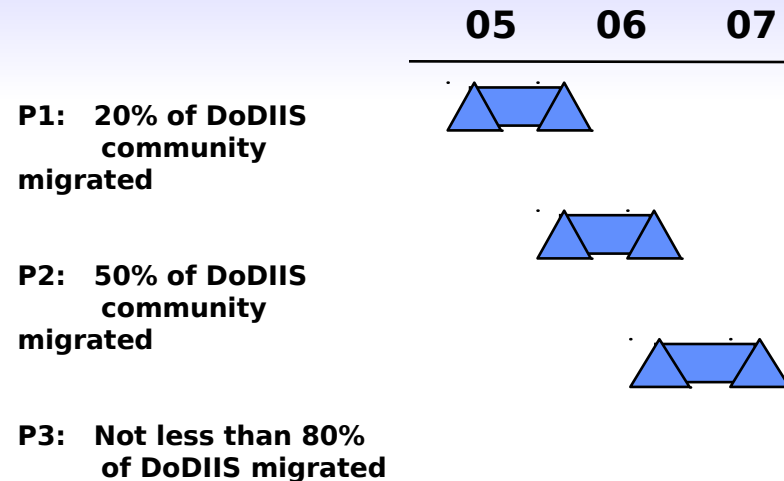 05 06 07
P1: 20% of DoDIIS
community
migrated
P2: 50% of DoDIIS
community
migrated
P3: Not less than 80%
of DoDIIS migrated